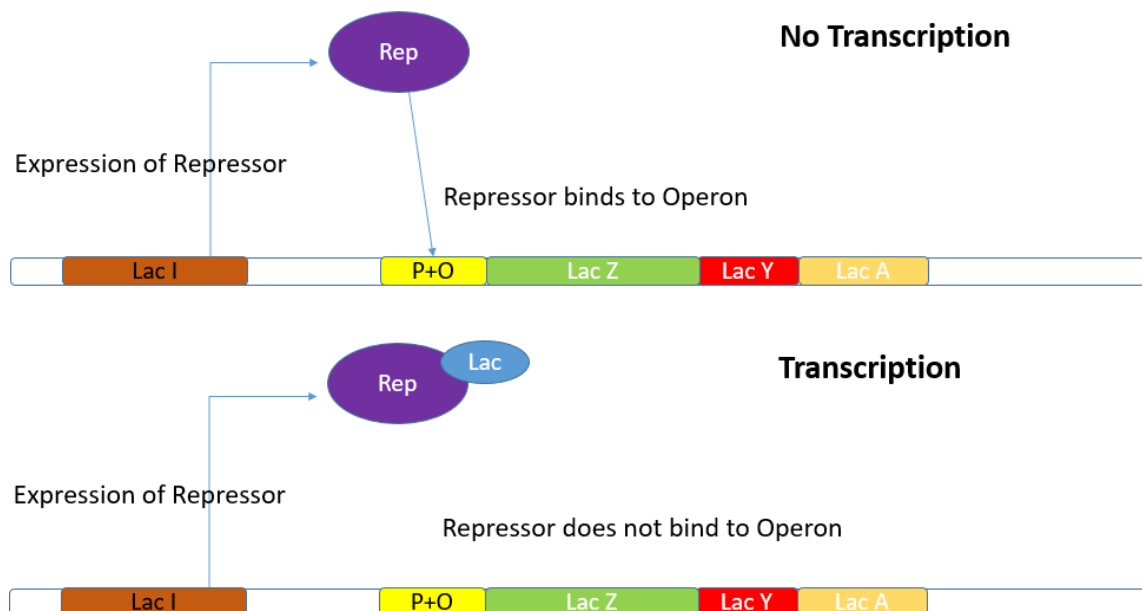 No Transcription
Rep
Expression of Repressor
Repressor binds to Operon
Lac I
P+O
Lac Z
Lac Y
Lac A
Lac
Rep
Transcription
Expression of Repressor
Repressor does not bind to Operon
Lac I
P+O
Lac Z
Lac Y
Lac A